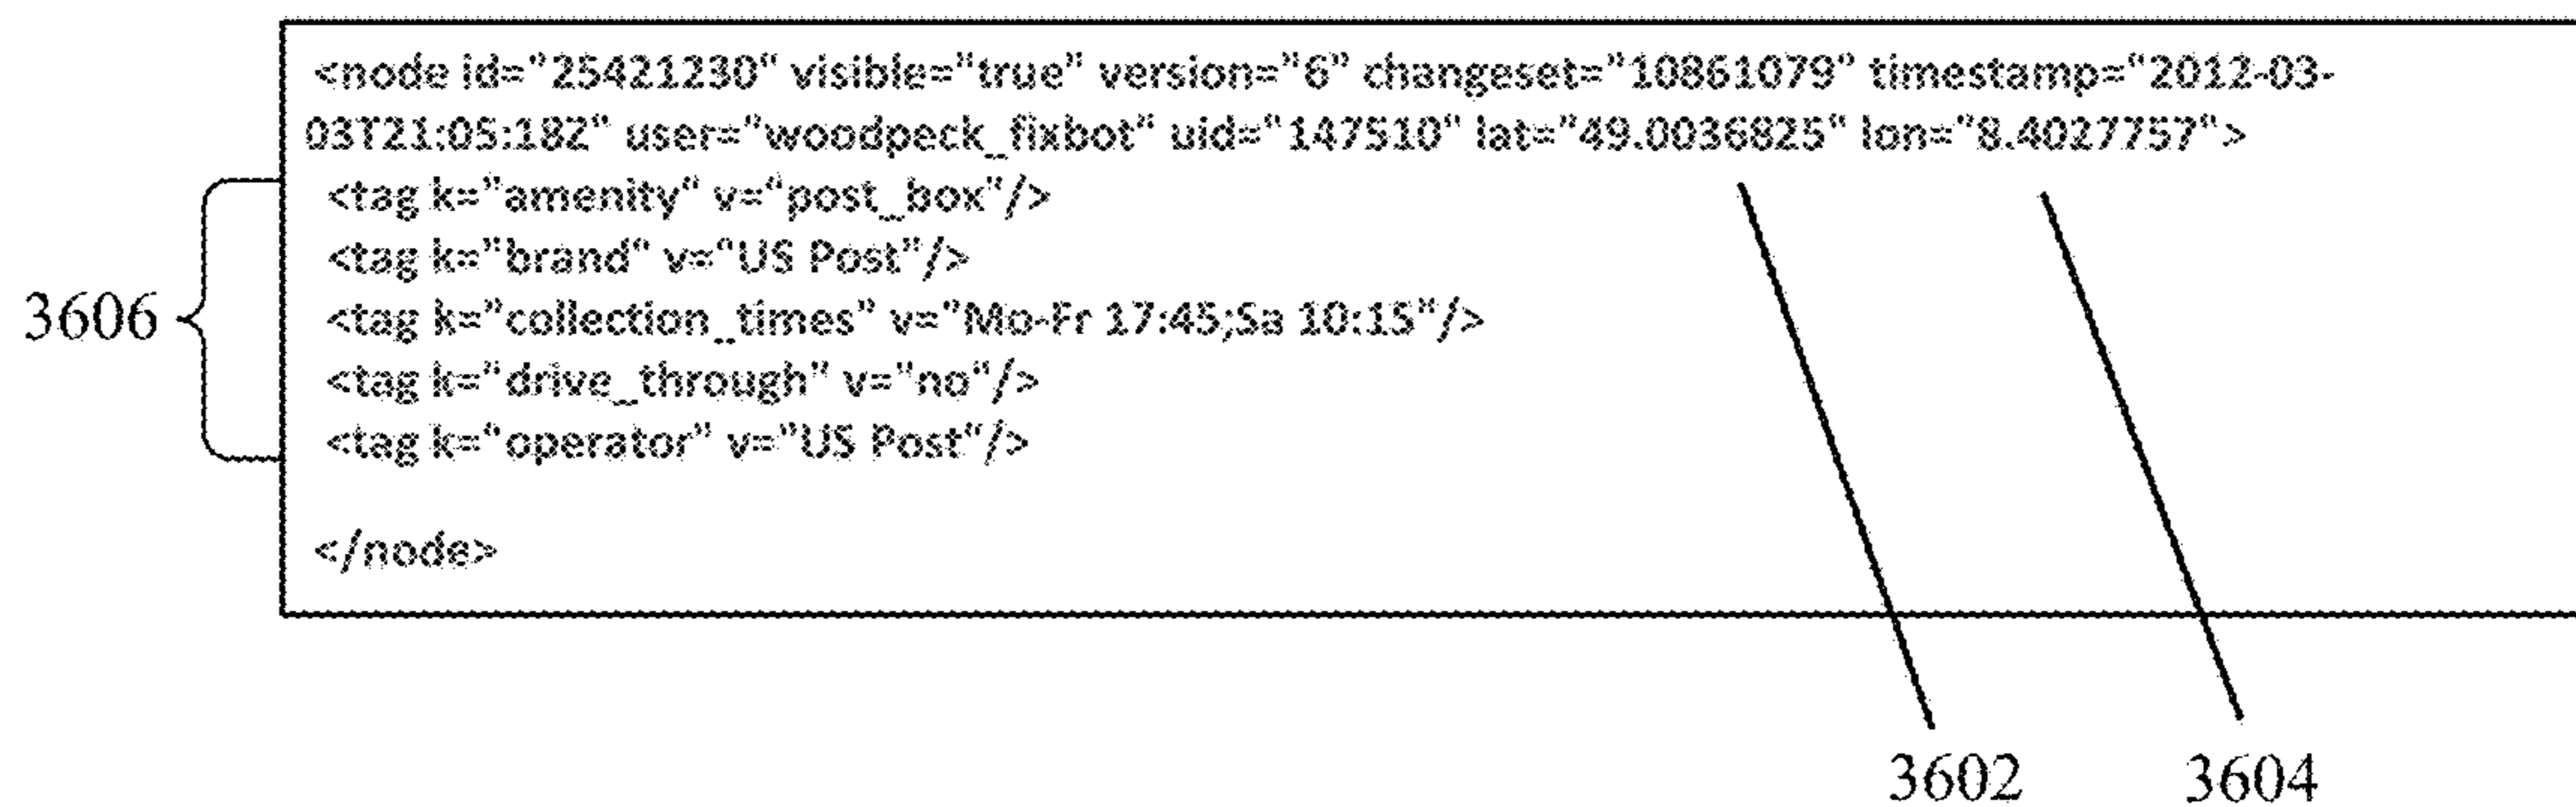 <node id="25421230" visible="true" version="6" changeset="10861079" timestamp="2012-03-
03T21:05:18Z" user="woodpeck_fixbot" uid="147510" lat="49.0036825" lon="8.4027757">
<tag k="amenity" v="post_box"/>
<tag k="brand" v="US Post"/>
3606
<tag k="collection_times" v="Mo-Fr 17:45;Sa 10:15"/>
<tag k="drive_through" v="no"/>
<tag k="operator" v="US Post"/>
</node>
3602 3604